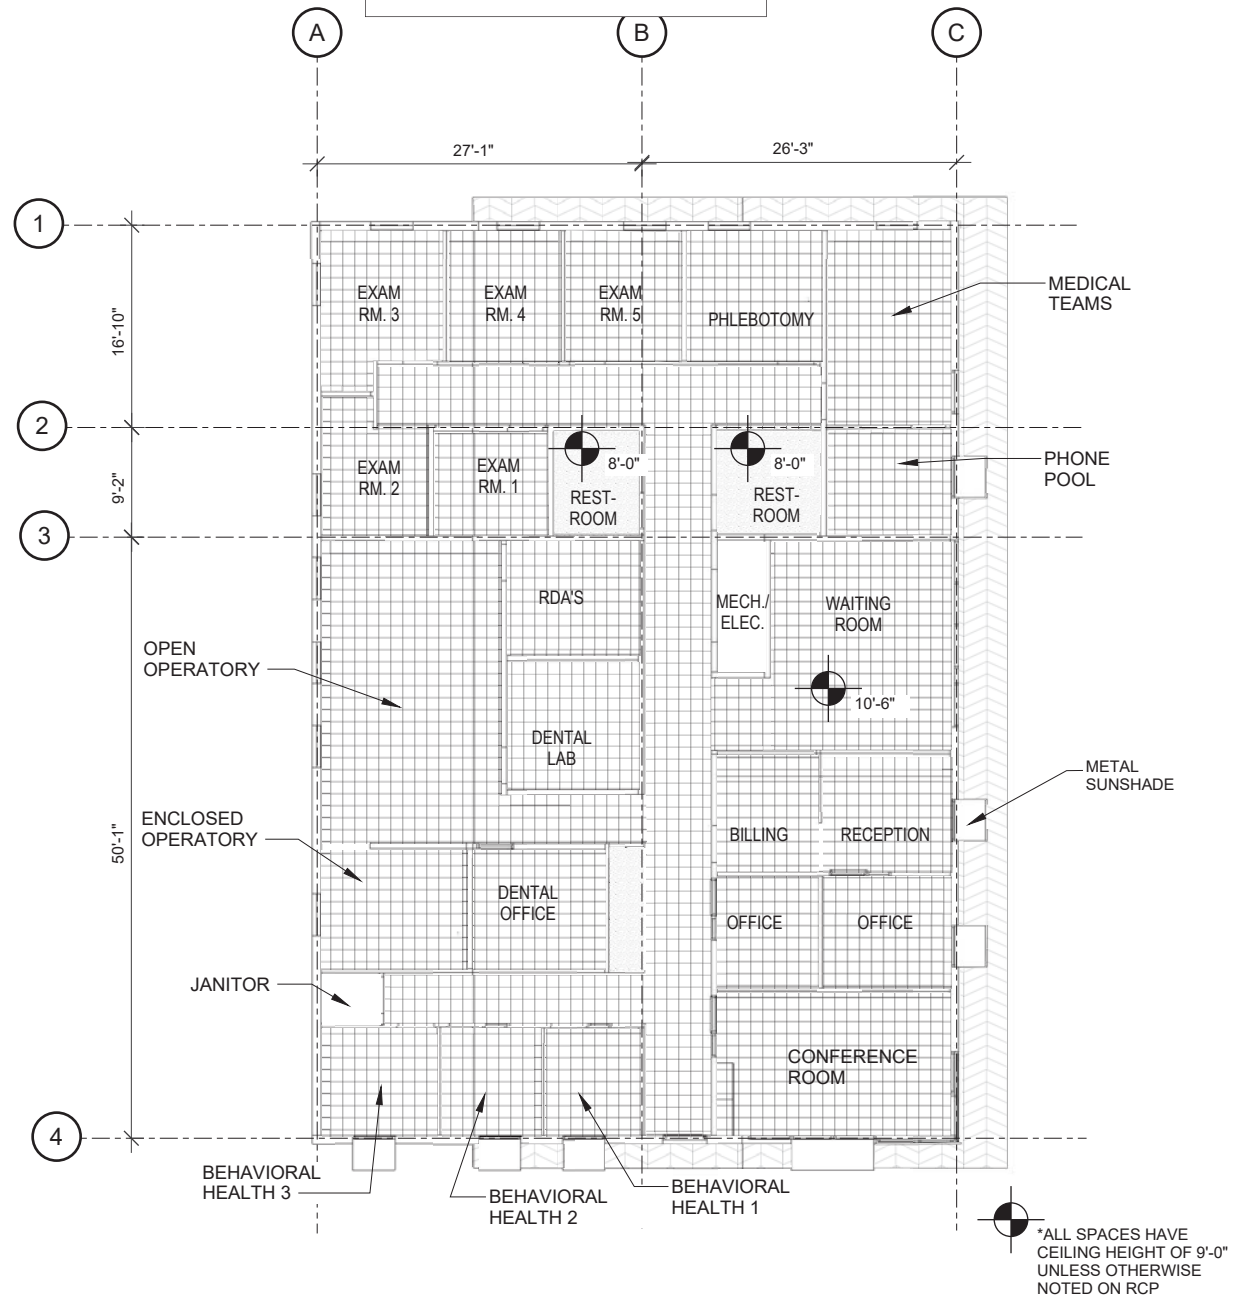 A
B
C
27'-1"
26'-3"
1
EXAM
RM. 3
EXAM
RM. 4
EXAM
RM. 5
PHLEBOTOMY
MEDICAL
TEAMS
16'-10"
2
EXAM
RM. 2
EXAM
RM. 1
8'-0"
REST-
ROOM
8'-0"
REST-
ROOM
PHONE
POOL
9'-2"
3
RDA'S
MECH./
ELEC.
WAITING
ROOM
OPEN
OPERATORY
10'-6"
DENTAL
LAB
METAL
SUNSHADE
ENCLOSED
OPERATORY
50'-1"
BILLING
RECEPTION
DENTAL
OFFICE
OFFICE
OFFICE
JANITOR
CONFERENCE
ROOM
4
BEHAVIORAL
HEALTH 3
BEHAVIORAL
HEALTH 2
BEHAVIORAL
HEALTH 1
*ALL SPACES HAVE
CEILING HEIGHT OF 9'-0"
UNLESS OTHERWISE
NOTED ON RCP